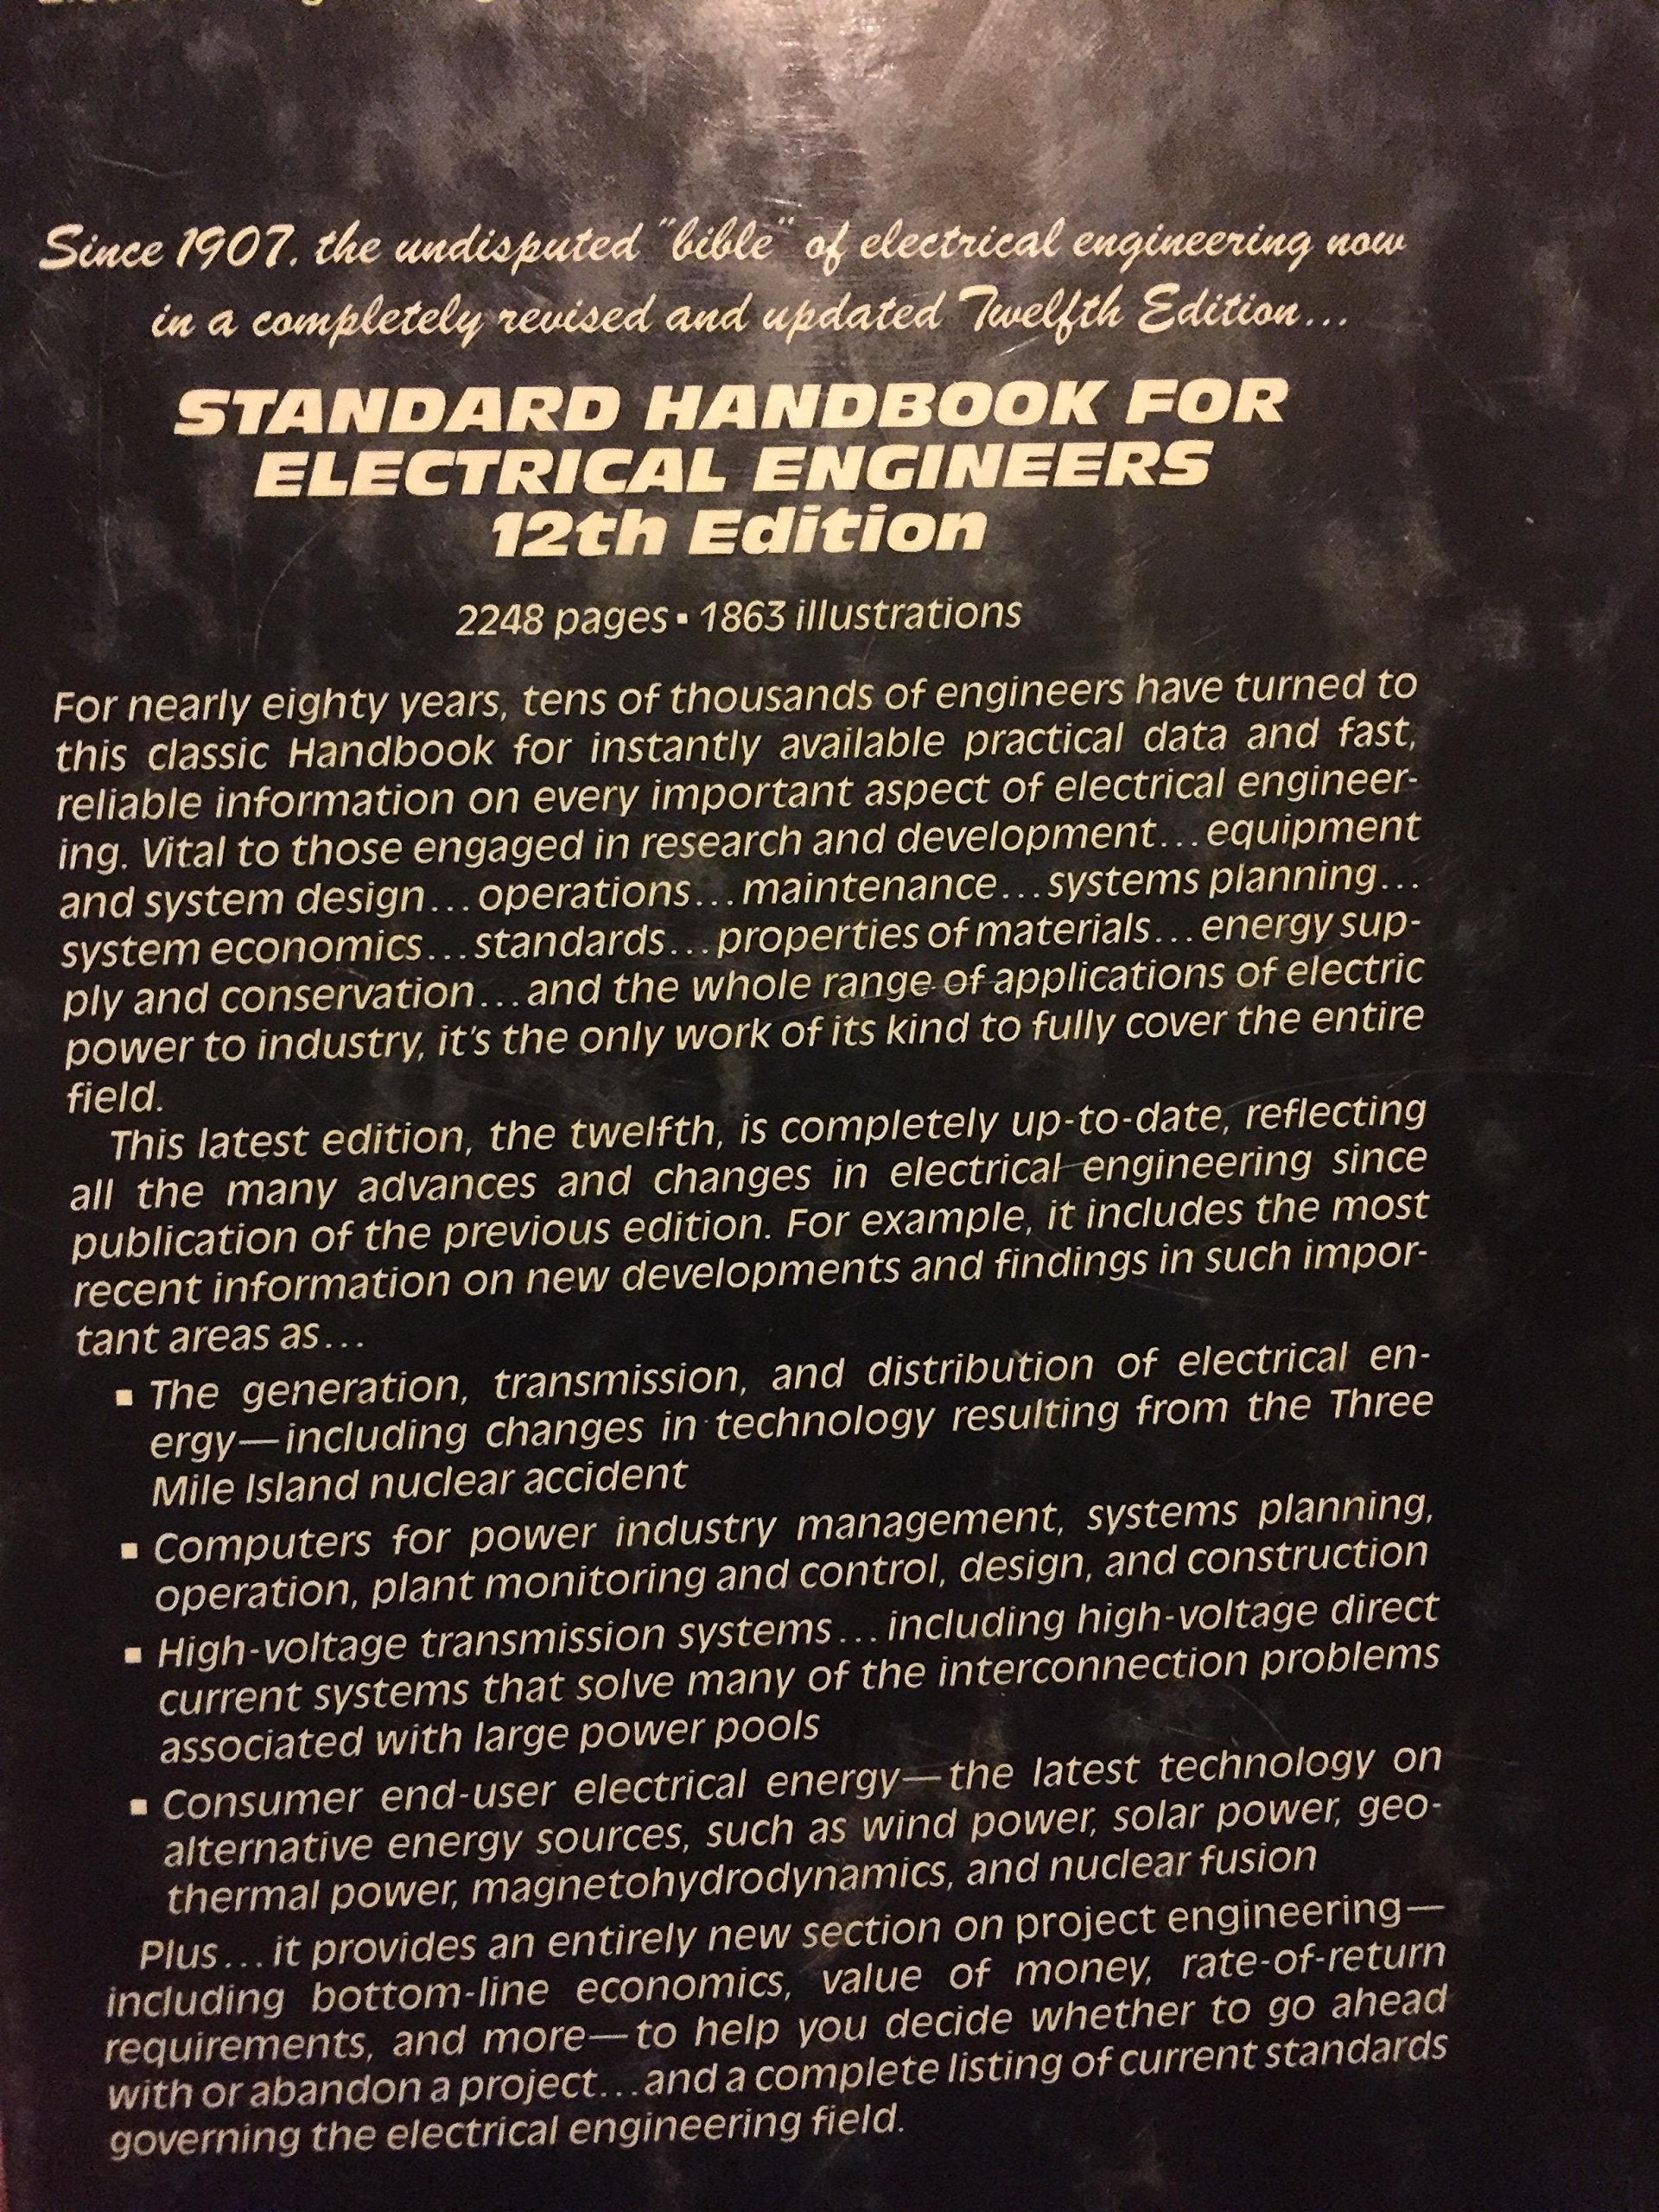 Since 1907, the undisputed "bible" of electrical engineering now
in a completely revised and updated Twelfth Edition...
STANDARD HANDBOOK FOR
ELECTRICAL ENGINEERS
12th Edition
2248 pages ▪ 1863 illustrations
For nearly eighty years, tens of thousands of engineers have turned to
this classic Handbook for instantly available practical data and fast,
reliable information on every important aspect of electrical engineer-
ing. Vital to those engaged in research and development...equipment
and system design...operations...maintenance...systems planning...
system economics...standards...properties of materials...energy sup-
ply and conservation...and the whole range of applications of electric
power to industry, it's the only work of its kind to fully cover the entire
field.
This latest edition, the twelfth, is completely up-to-date, reflecting
all the many advances and changes in electrical engineering since
publication of the previous edition. For example, it includes the most
recent information on new developments and findings in such impor-
tant areas as...
▪ The generation, transmission, and distribution of electrical en-
ergy—including changes in technology resulting from the Three
Mile Island nuclear accident
▪ Computers for power industry management, systems planning,
operation, plant monitoring and control, design, and construction
▪ High-voltage transmission systems...including high-voltage direct
current systems that solve many of the interconnection problems
associated with large power pools
▪ Consumer end-user electrical energy—the latest technology on
alternative energy sources, such as wind power, solar power, geo-
thermal power, magnetohydrodynamics, and nuclear fusion
Plus...it provides an entirely new section on project engineering—
including bottom-line economics, value of money, rate-of-return
requirements, and more—to help you decide whether to go ahead
with or abandon a project...and a complete listing of current standards
governing the electrical engineering field.